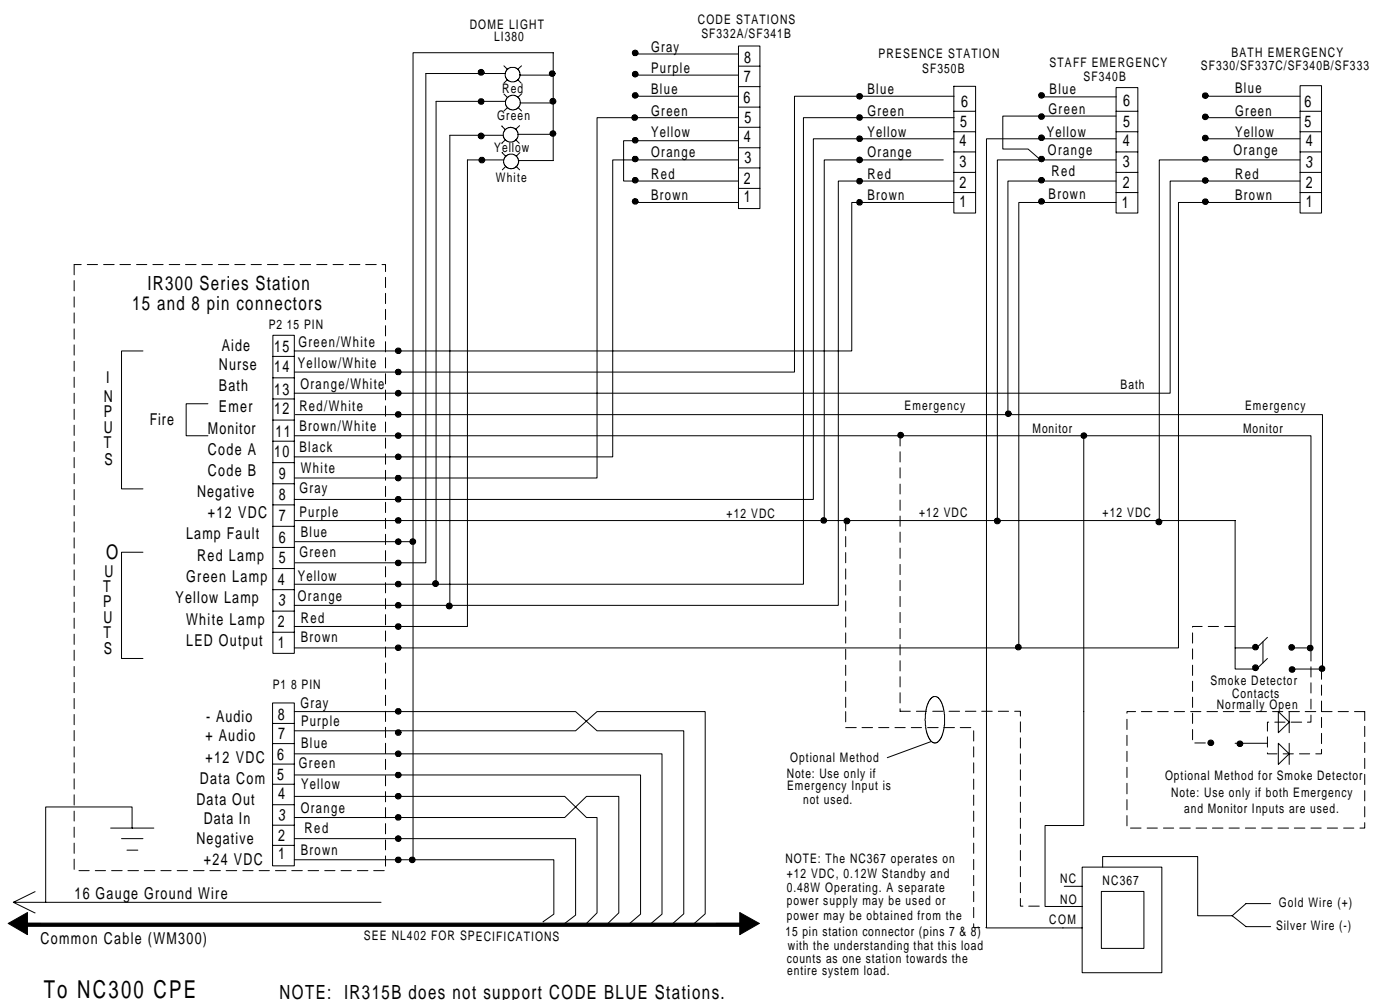 DOME LIGHT
LI380
Red
Green
Yellow
White
CODE STATIONS
SF332A/SF341B
Gray 8
Purple 7
Blue 6
Green 5
Yellow 4
Orange 3
Red 2
Brown 1
PRESENCE STATION
SF350B
Blue 6
Green 5
Yellow 4
Orange 3
Red 2
Brown 1
STAFF EMERGENCY
SF340B
Blue 6
Green 5
Yellow 4
Orange 3
Red 2
Brown 1
BATH EMERGENCY
SF330/SF337C/SF340B/SF333
Blue 6
Green 5
Yellow 4
Orange 3
Red 2
Brown 1
IR300 Series Station
15 and 8 pin connectors
P2 15 PIN
INPUTS
Fire
Aide 15 Green/White
Nurse 14 Yellow/White
Bath 13 Orange/White
Emer 12 Red/White
Monitor 11 Brown/White
Code A 10 Black
Code B 9 White
Negative 8 Gray
+12 VDC 7 Purple
OUTPUTS
Lamp Fault 6 Blue
Red Lamp 5 Green
Green Lamp 4 Yellow
Yellow Lamp 3 Orange
White Lamp 2 Red
LED Output 1 Brown
Bath
Emergency
Emergency
Monitor
Monitor
+12 VDC
+12 VDC
+12 VDC
P1 8 PIN
- Audio 8 Gray
+ Audio 7 Purple
+12 VDC 6 Blue
Data Com 5 Green
Data Out 4 Yellow
Data In 3 Orange
Negative 2 Red
+24 VDC 1 Brown
16 Gauge Ground Wire
Common Cable (WM300)
SEE NL402 FOR SPECIFICATIONS
To NC300 CPE
NOTE: IR315B does not support CODE BLUE Stations.
Optional Method
Note: Use only if
Emergency Input is
not used.
NOTE: The NC367 operates on
+12 VDC, 0.12W Standby and
0.48W Operating. A separate
power supply may be used or
power may be obtained from the
15 pin station connector (pins 7 & 8)
with the understanding that this load
counts as one station towards the
entire system load.
Smoke Detector
Contacts
Normally Open
Optional Method for Smoke Detector
Note: Use only if both Emergency
and Monitor Inputs are used.
NC
NO
COM
NC367
Gold Wire (+)
Silver Wire (-)